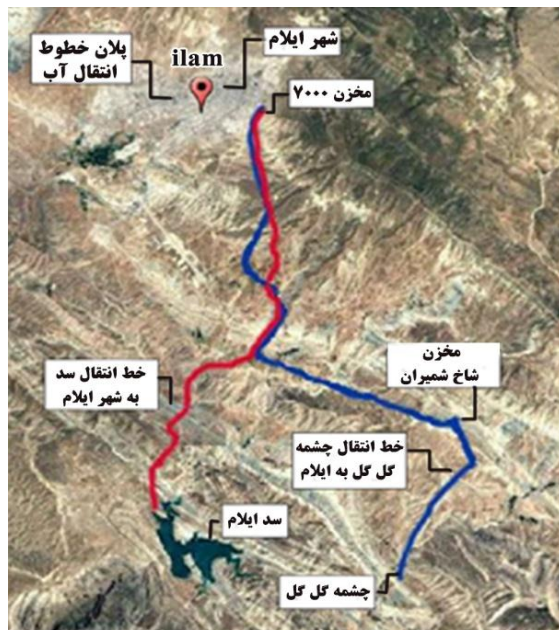 شهر ایلام
پلان خطوط
انتقال آب
ilam
مخزن ۷۰۰۰
مخزن
شاخ شمیران
خط انتقال سد
به شهر ایلام
خط انتقال چشمه
گل گل به ایلام
سد ایلام
چشمه گل گل